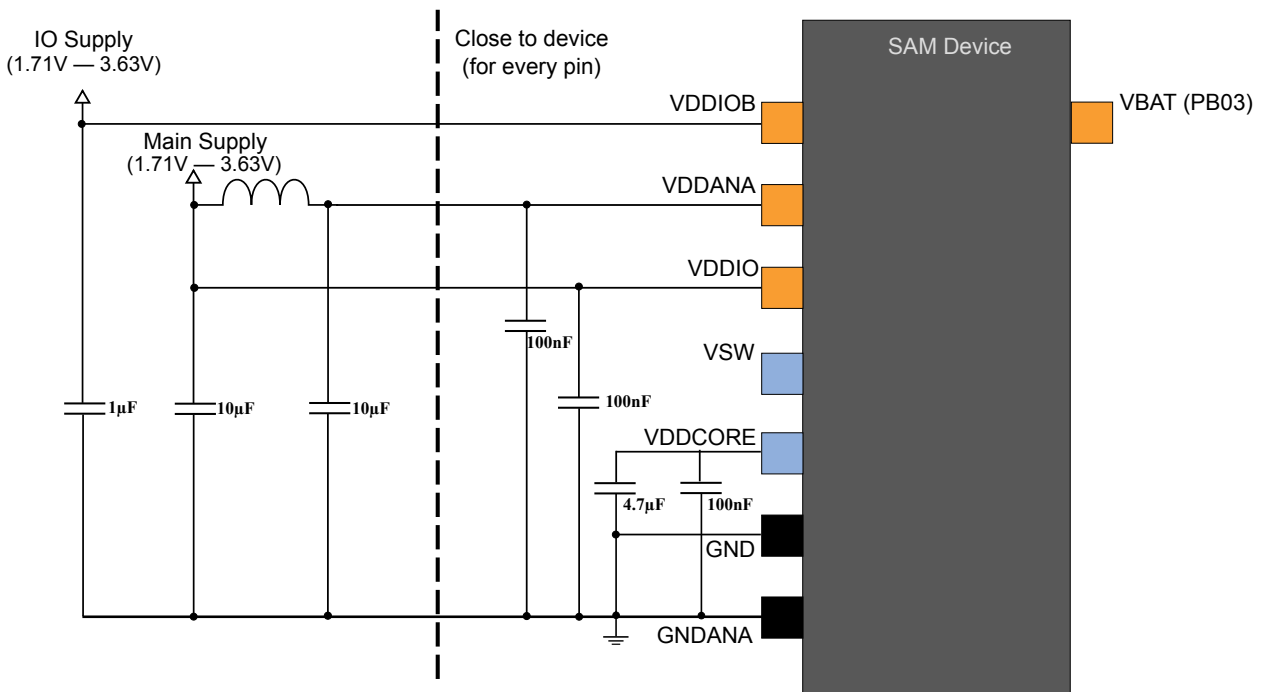 IO Supply
(1.71V — 3.63V)
Close to device
(for every pin)
SAM Device
VDDIOB
VBAT (PB03)
Main Supply
(1.71V — 3.63V)
VDDANA
VDDIO
100nF
VSW
1µF
10µF
10µF
100nF
VDDCORE
4.7µF
100nF
GND
GNDANA